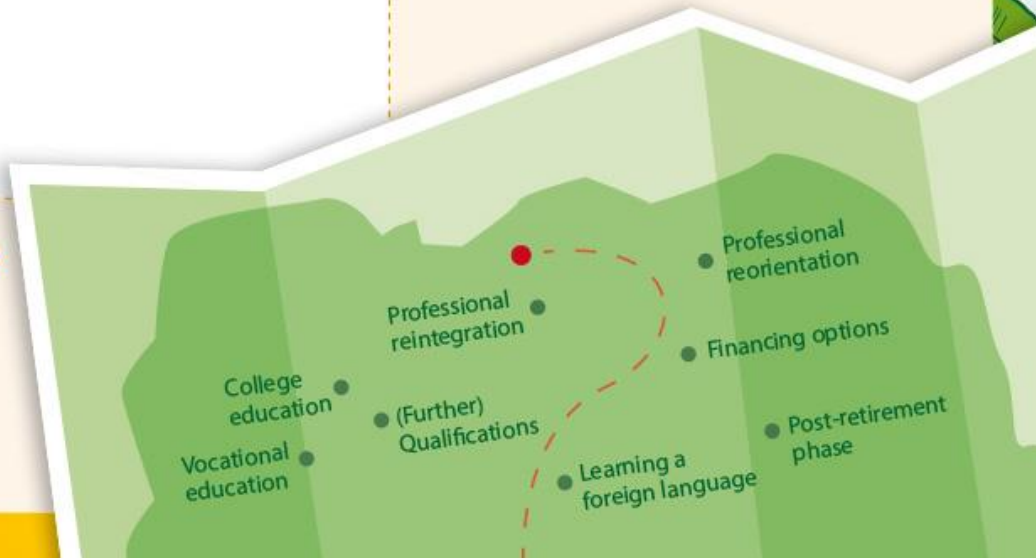 Professional
reorientation
Professional
reintegration
Financing options
College
education
(Further)
Qualifications
Post-retirement
phase
Vocational
education
Learning a
foreign language